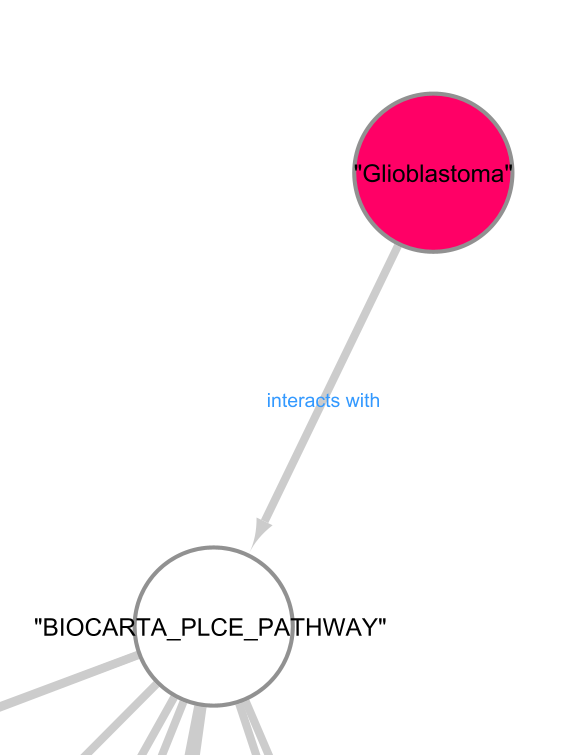 "Glioblastoma"
interacts with
"BIOCARTA_PLCE_PATHWAY"